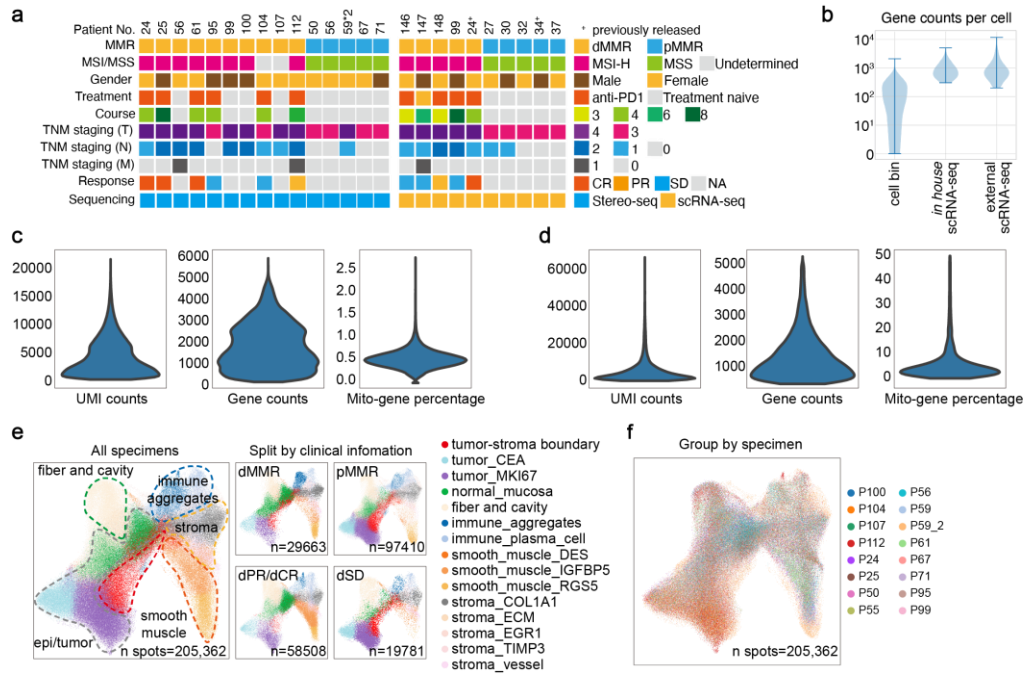 a
Patient No. 24 25 56 61 95 99 100 104 107 112 50 56 59*2 67 71 146 147 148 99 24⁺ 27 30 32 34⁺ 37
⁺ previously released
MMR dMMR pMMR
MSI/MSS MSI-H MSS Undetermined
Gender Male Female
Treatment anti-PD1 Treatment naive
Course 3 4 6 8
TNM staging (T) 4 3
TNM staging (N) 2 1 0
TNM staging (M) 1 0
Response CR PR SD NA
Sequencing Stereo-seq scRNA-seq
b
Gene counts per cell
10⁴
10³
10²
10¹
0
cell bin
in house scRNA-seq
external scRNA-seq
c
20000
15000
10000
5000
0
UMI counts
6000
5000
4000
3000
2000
1000
0
Gene counts
2.5
2.0
1.5
1.0
0.5
0.0
Mito-gene percentage
d
60000
40000
20000
0
UMI counts
5000
4000
3000
2000
1000
Gene counts
50
40
30
20
10
0
Mito-gene percentage
e
All specimens
fiber and cavity
immune
aggregates
stroma
smooth
muscle
epi/tumor
n spots=205,362
Split by clinical infomation
dMMR
n=29663
pMMR
n=97410
dPR/dCR
n=58508
dSD
n=19781
tumor-stroma boundary
tumor_CEA
tumor_MKI67
normal_mucosa
fiber and cavity
immune_aggregates
immune_plasma_cell
smooth_muscle_DES
smooth_muscle_IGFBP5
smooth_muscle_RGS5
stroma_COL1A1
stroma_ECM
stroma_EGR1
stroma_TIMP3
stroma_vessel
f
Group by specimen
n spots=205,362
P100 P56
P104 P59
P107 P59_2
P112 P61
P24 P67
P25 P71
P50 P95
P55 P99